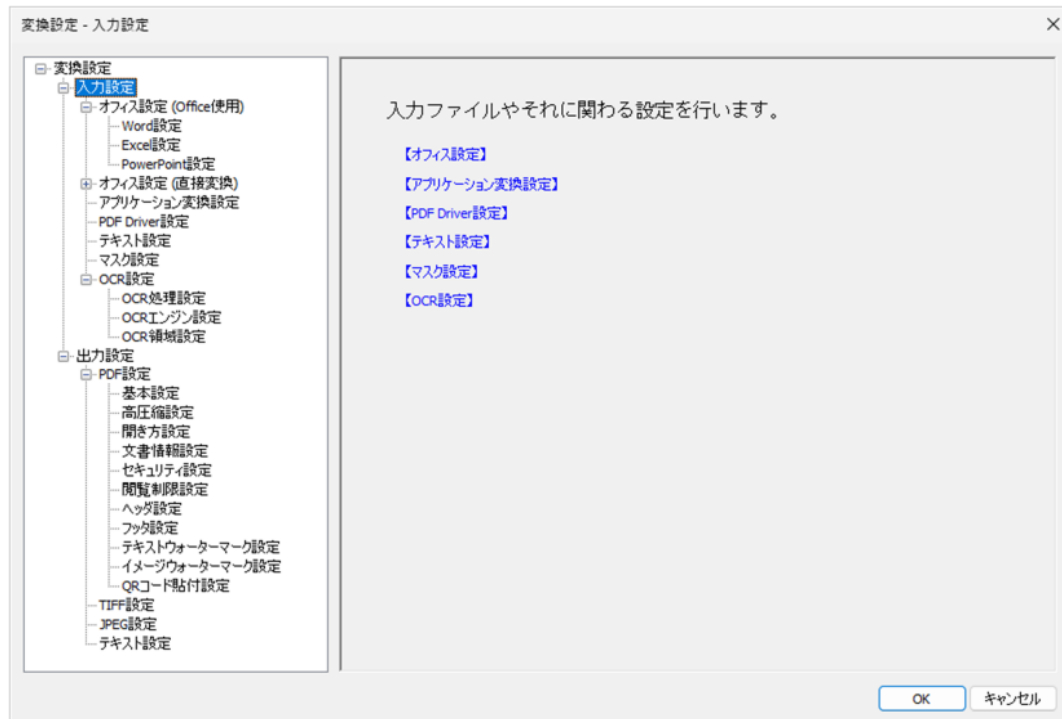 変換設定 - 入力設定
変換設定
入力設定
オフィス設定 (Office使用)
Word設定
Excel設定
PowerPoint設定
オフィス設定 (直接変換)
アプリケーション変換設定
PDF Driver設定
テキスト設定
マスク設定
OCR設定
OCR処理設定
OCRエンジン設定
OCR領域設定
出力設定
PDF設定
基本設定
高圧縮設定
開き方設定
文書情報設定
セキュリティ設定
閲覧制限設定
ヘッダ設定
フッタ設定
テキストウォーターマーク設定
イメージウォーターマーク設定
QRコード貼付設定
TIFF設定
JPEG設定
テキスト設定
入力ファイルやそれに関わる設定を行います。
【オフィス設定】
【アプリケーション変換設定】
【PDF Driver設定】
【テキスト設定】
【マスク設定】
【OCR設定】
OK
キャンセル